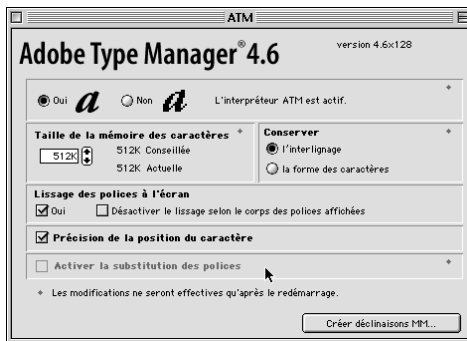 ATM
Adobe Type Manager® 4.6
version 4.6x128
Oui a Non a L'interpréteur ATM est actif.
Taille de la mémoire des caractères
512K
512K Conseillée
512K Actuelle
Conserver
l'interlignage
la forme des caractères
Lissage des polices à l'écran
Oui Désactiver le lissage selon le corps des polices affichées
Précision de la position du caractère
Activer la substitution des polices
Les modifications ne seront effectives qu'après le redémarrage.
Créer déclinaisons MM...